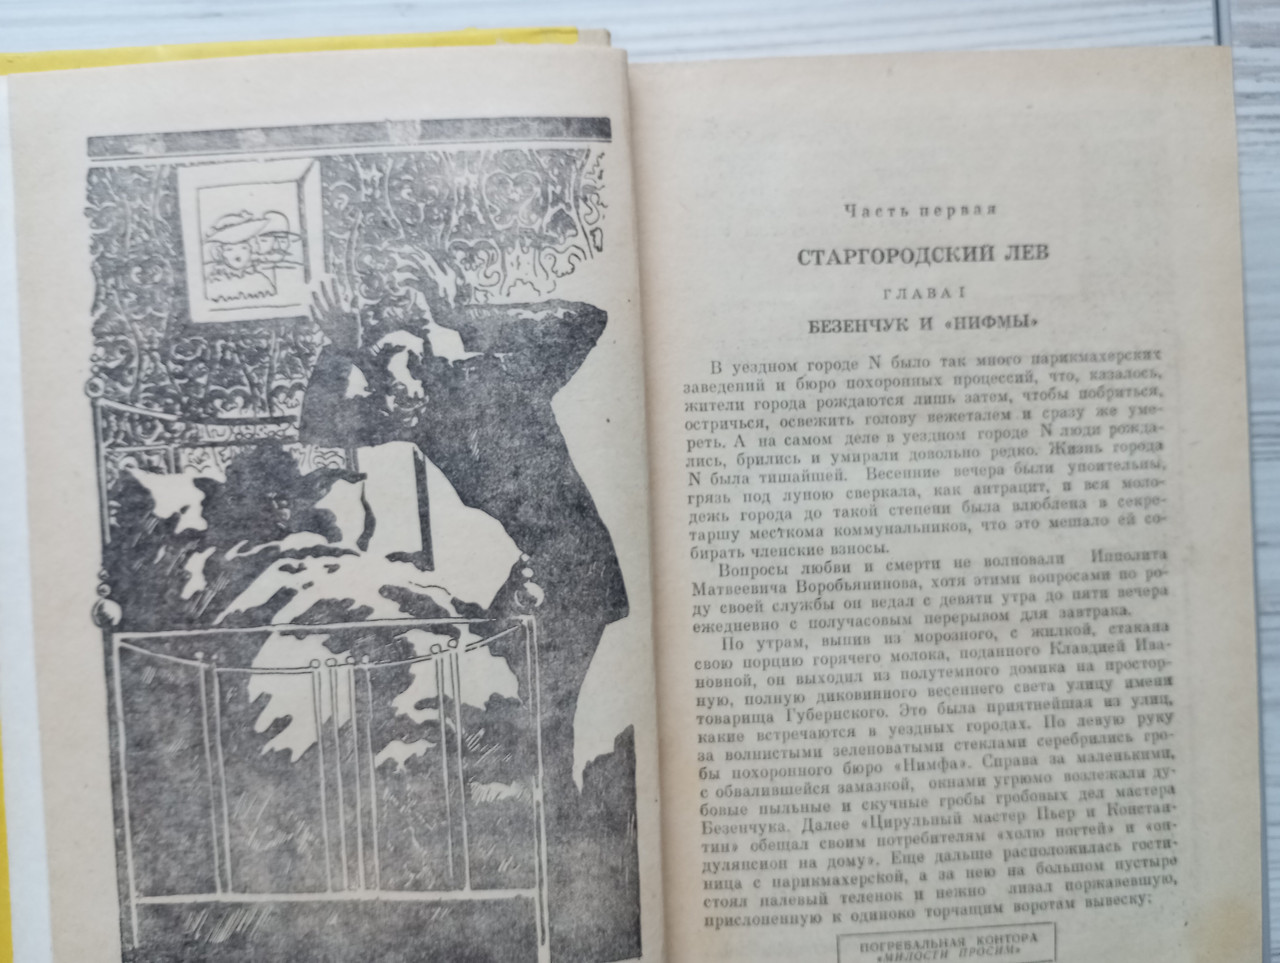 Часть первая
СТАРГОРОДСКИЙ ЛЕВ
ГЛАВА I
БЕЗЕНЧУК И «НИФМЫ»
В уездном городе N было так много парикмахерских
заведений и бюро похоронных процессий, что, казалось,
жители города рождаются лишь затем, чтобы побриться,
остричься, освежить голову вежеталем и сразу же уме-
реть. А на самом деле в уездном городе N люди рожда-
лись, брились и умирали довольно редко. Жизнь города
N была тишайшей. Весенние вечера были упоительны,
грязь под луною сверкала, как антрацит, и вся моло-
дежь города до такой степени была влюблена в секре-
таршу месткома коммунальников, что это мешало ей со-
бирать членские взносы.
Вопросы любви и смерти не волновали Ипполита
Матвеевича Воробьянинова, хотя этими вопросами по ро-
ду своей службы он ведал с девяти утра до пяти вечера
ежедневно с получасовым перерывом для завтрака.
По утрам, выпив из морозного, с жилкой, стакана
свою порцию горячего молока, поданного Клавдией Ива-
новной, он выходил из полутемного домика на простор-
ную, полную диковинного весеннего света улицу имени
товарища Губернского. Это была приятнейшая из улиц,
какие встречаются в уездных городах. По левую руку
за волнистыми зеленоватыми стеклами серебрились гро-
бы похоронного бюро «Нимфа». Справа за маленькими,
с обвалившейся замазкой, окнами угрюмо возлежали ду-
бовые пыльные и скучные гробы гробовых дел мастера
Безенчука. Далее «Цирульный мастер Пьер и Констан-
тин» обещал своим потребителям «холю ногтей» и «он-
дулянсион на дому». Еще дальше расположилась гости-
ница с парикмахерской, а за нею на большом пустыре
стоял палевый теленок и нежно лизал поржавевшую,
прислоненную к одиноко торчащим воротам вывеску:
ПОГРЕБАЛЬНАЯ КОНТОРА
«МИЛОСТИ ПРОСИМ»